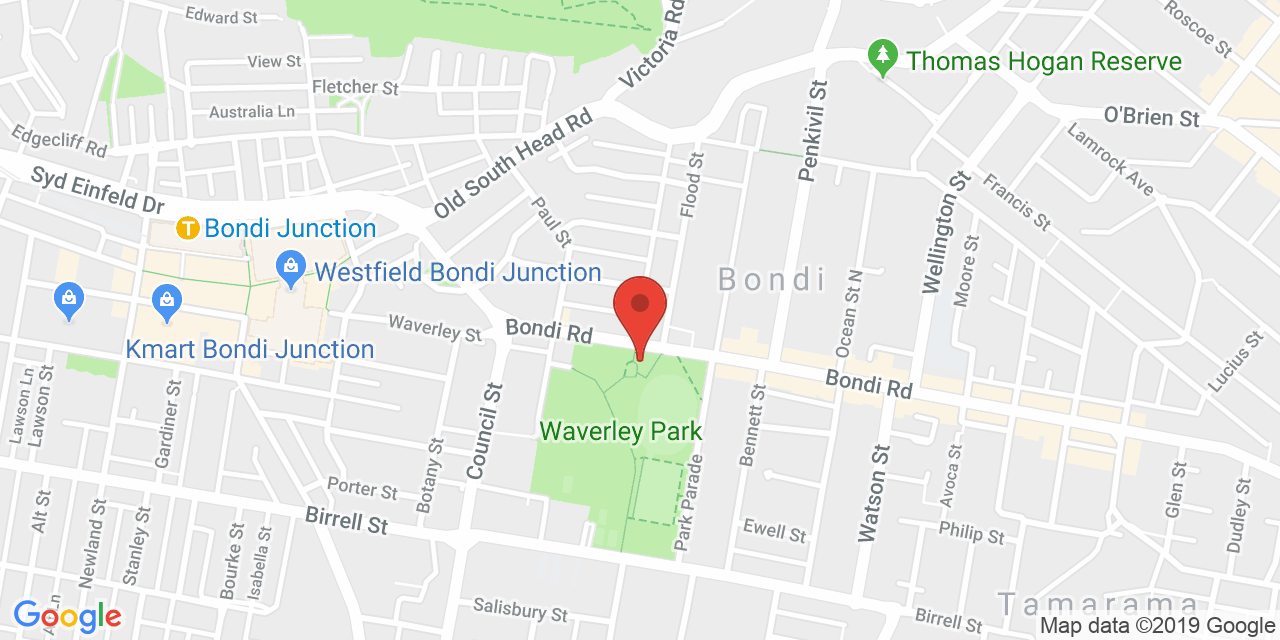 Edward St
Victoria Rd
Roscoe St
View St
Thomas Hogan Reserve
Fletcher St
Penkivil St
Australia Ln
O'Brien St
Edgecliff Rd
Old South Head Rd
Lamrock Ave
Syd Einfeld Dr
Flood St
Francis St
Paul St
Wellington St
Bondi Junction
Moore St
Westfield Bondi Junction
Bondi
Ocean St N
Waverley St
Bondi Rd
Kmart Bondi Junction
Lucius St
Bondi Rd
Lawson Ln
Lawson St
Gardiner St
Council St
Waverley Park
Bennett St
Botany St
Park Parade
Watson St
Avoca St
Glen St
Porter St
Dudley St
Alt St
Newland St
Stanley St
Birrell St
Ewell St
Philip St
Bourke St
Isabella St
Salisbury St
Tamarama
Birrell St
Ln
Google
Map data ©2019 Google